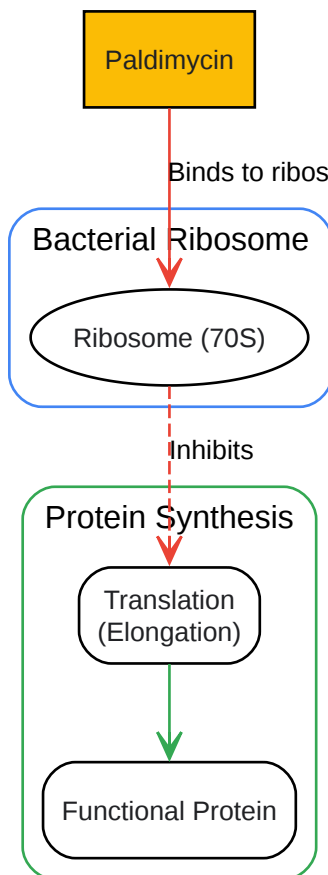 Paldimycin
Binds to ribos
Bacterial Ribosome
Ribosome (70S)
Inhibits
Protein Synthesis
Translation
(Elongation)
Functional Protein